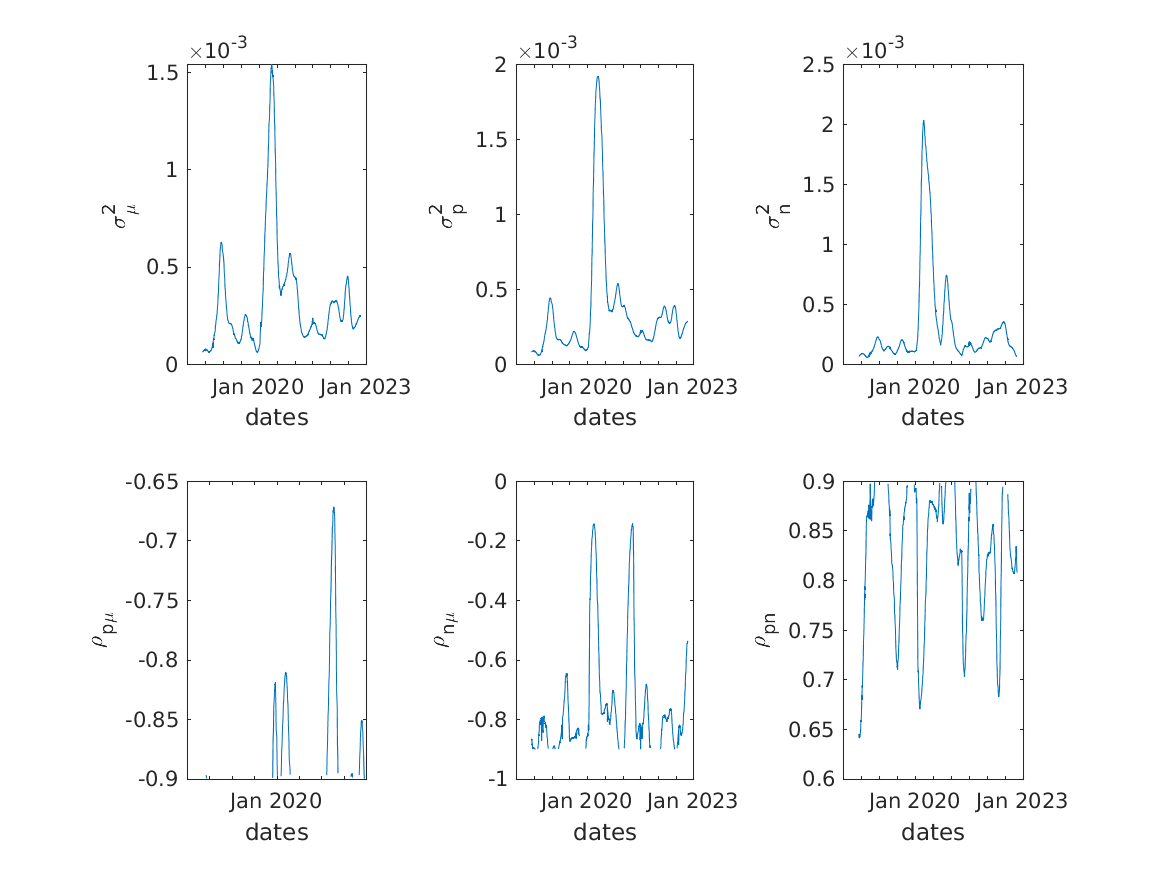 ×10-3
1.5
1
0.5
0
σ2μ
Jan 2020
Jan 2023
dates
×10-3
2
1.5
1
0.5
0
σ2p
Jan 2020
Jan 2023
dates
×10-3
2.5
2
1.5
1
0.5
0
σ2n
Jan 2020
Jan 2023
dates
-0.65
-0.7
-0.75
-0.8
-0.85
-0.9
ρpμ
Jan 2020
dates
0
-0.2
-0.4
-0.6
-0.8
-1
ρnμ
Jan 2020
Jan 2023
dates
0.9
0.85
0.8
0.75
0.7
0.65
0.6
ρpn
Jan 2020
Jan 2023
dates